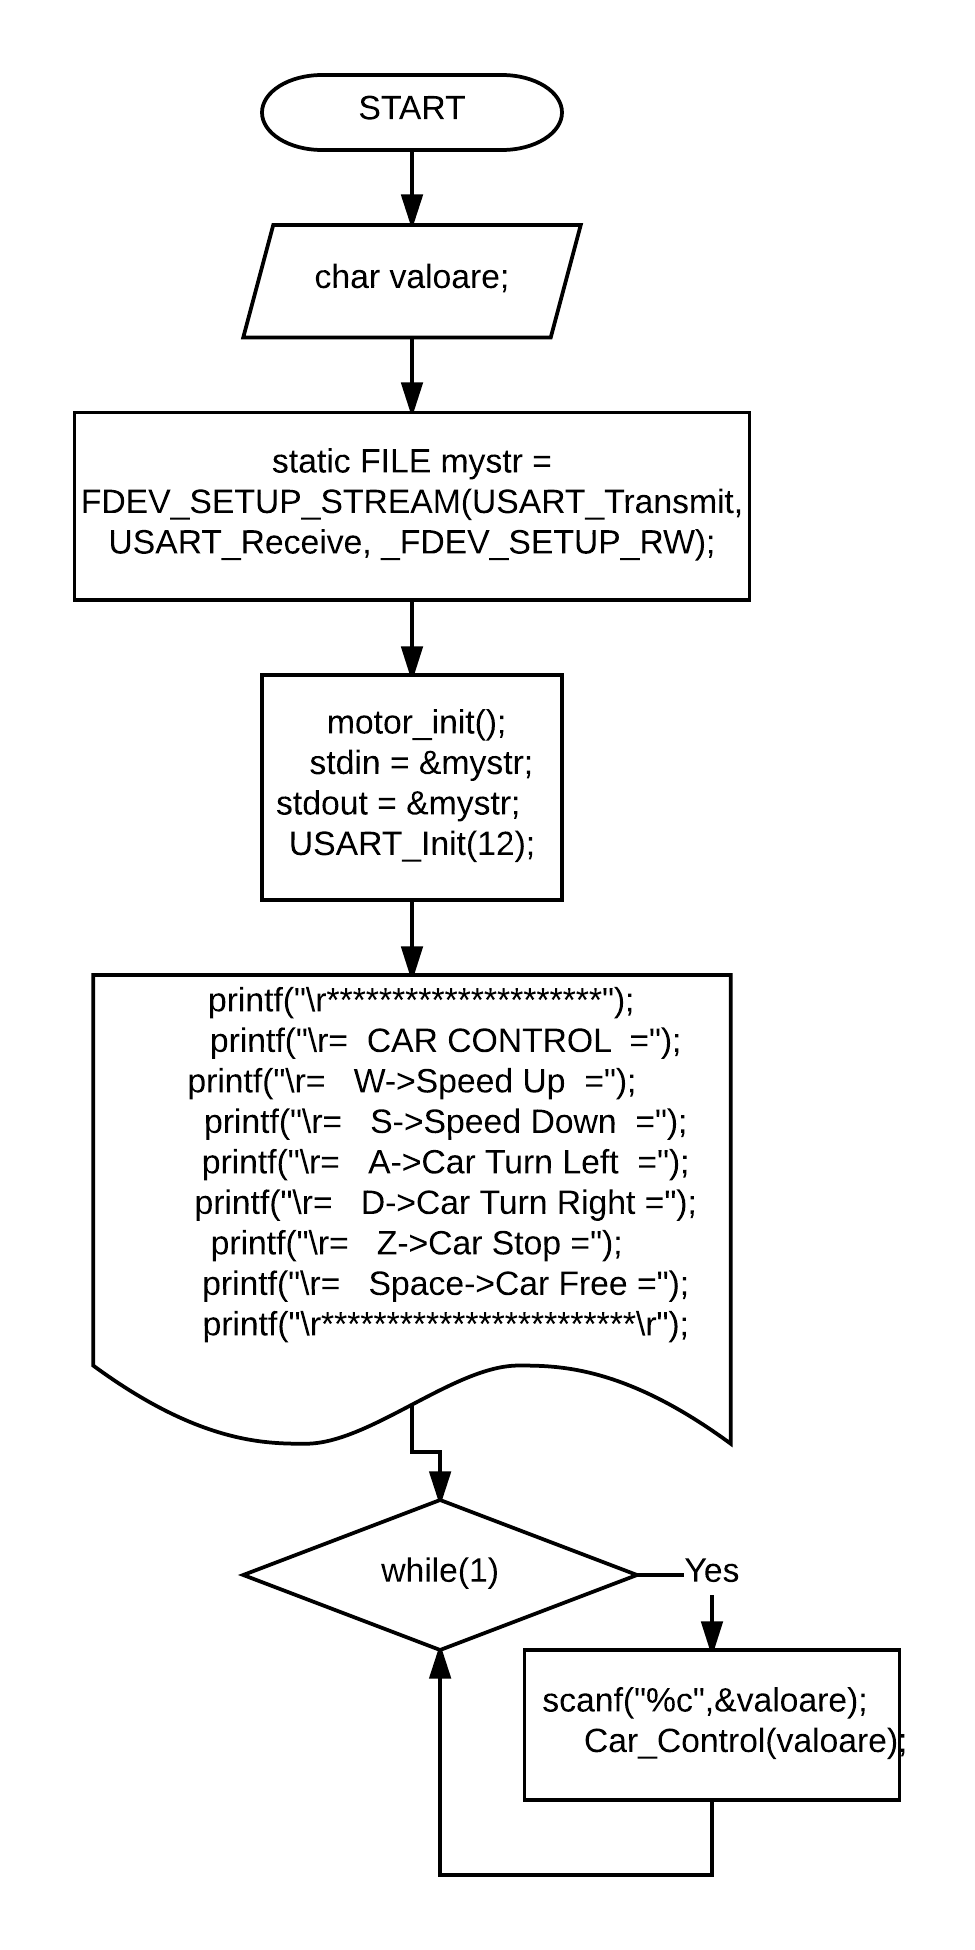 START
char valoare;
static FILE mystr =
FDEV_SETUP_STREAM(USART_Transmit,
USART_Receive, _FDEV_SETUP_RW);
motor_init();
stdin = &mystr;
stdout = &mystr;
USART_Init(12);
printf("\r*********************");
printf("\r=  CAR CONTROL  =");
printf("\r=   W->Speed Up  =");
printf("\r=   S->Speed Down  =");
printf("\r=   A->Car Turn Left  =");
printf("\r=   D->Car Turn Right =");
printf("\r=   Z->Car Stop =");
printf("\r=   Space->Car Free =");
printf("\r************************\r");
while(1)
Yes
scanf("%c",&valoare);
Car_Control(valoare);